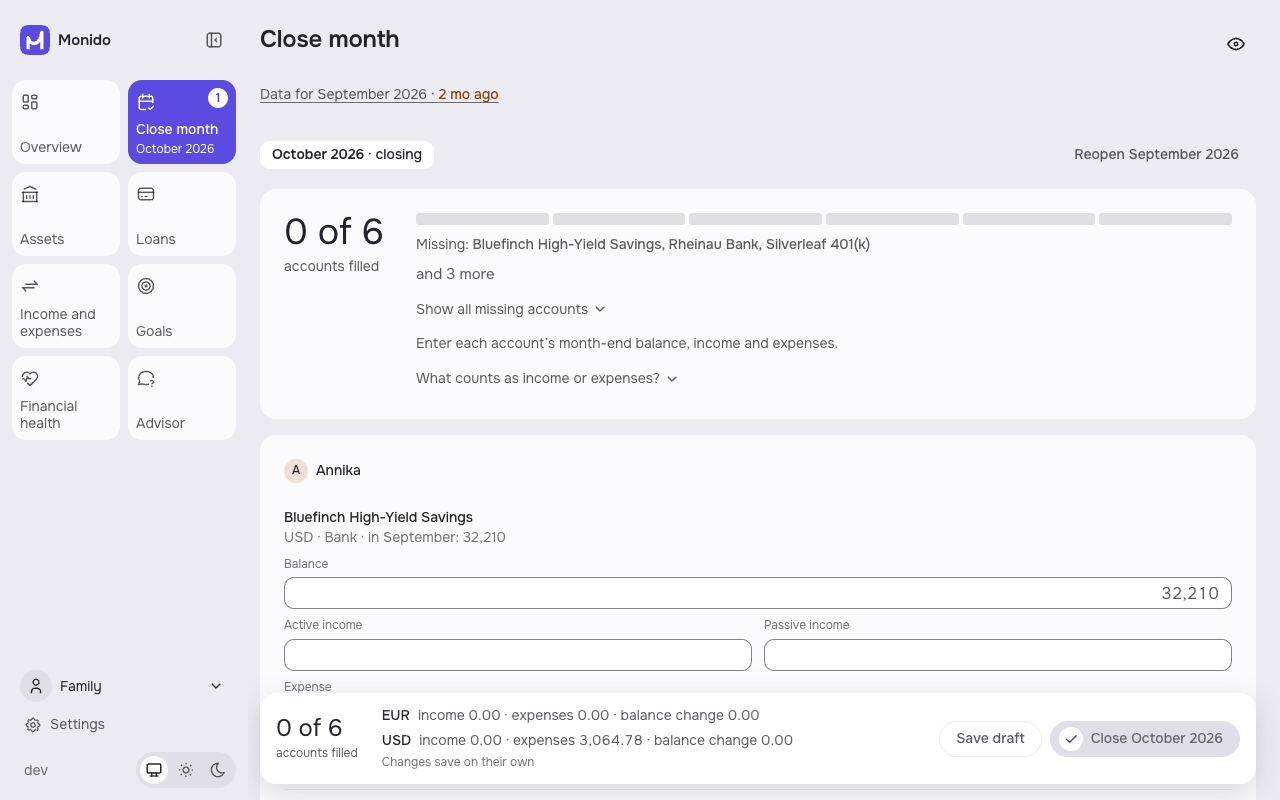 Monido
Overview
1
Close month
October 2026
Assets
Loans
Income and
expenses
Goals
Financial
health
Advisor
Family
Settings
dev
Close month
Data for September 2026 · 2 mo ago
October 2026 · closing
Reopen September 2026
0 of 6
accounts filled
Missing: Bluefinch High-Yield Savings, Rheinau Bank, Silverleaf 401(k)
and 3 more
Show all missing accounts
Enter each account's month-end balance, income and expenses.
What counts as income or expenses?
A Annika
Bluefinch High-Yield Savings
USD · Bank · in September: 32,210
Balance
32,210
Active income
Passive income
Expense
0 of 6
accounts filled
EUR income 0.00 · expenses 0.00 · balance change 0.00
USD income 0.00 · expenses 3,064.78 · balance change 0.00
Changes save on their own
Save draft
Close October 2026